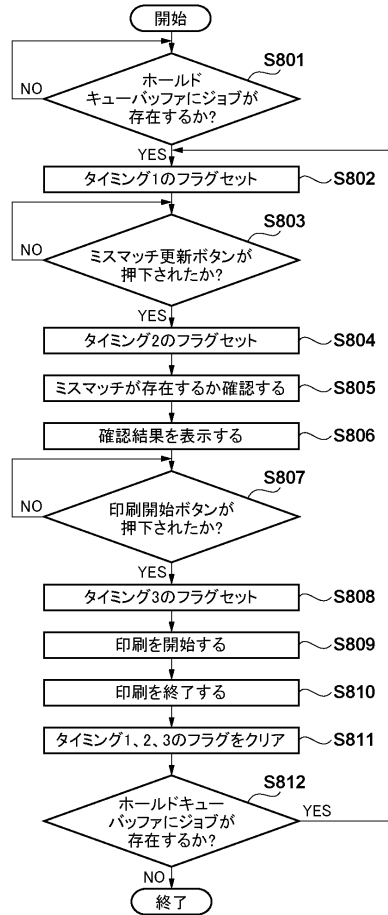 開始
S801
ホールド
キューバッファにジョブが
存在するか?
NO
YES
タイミング1のフラグセット
S802
S803
ミスマッチ更新ボタンが
押下されたか?
NO
YES
タイミング2のフラグセット
S804
ミスマッチが存在するか確認する
S805
確認結果を表示する
S806
S807
印刷開始ボタンが
押下されたか?
NO
YES
タイミング3のフラグセット
S808
印刷を開始する
S809
印刷を終了する
S810
タイミング1、2、3のフラグをクリア
S811
S812
ホールドキュー
バッファにジョブが
存在するか?
YES
NO
終了